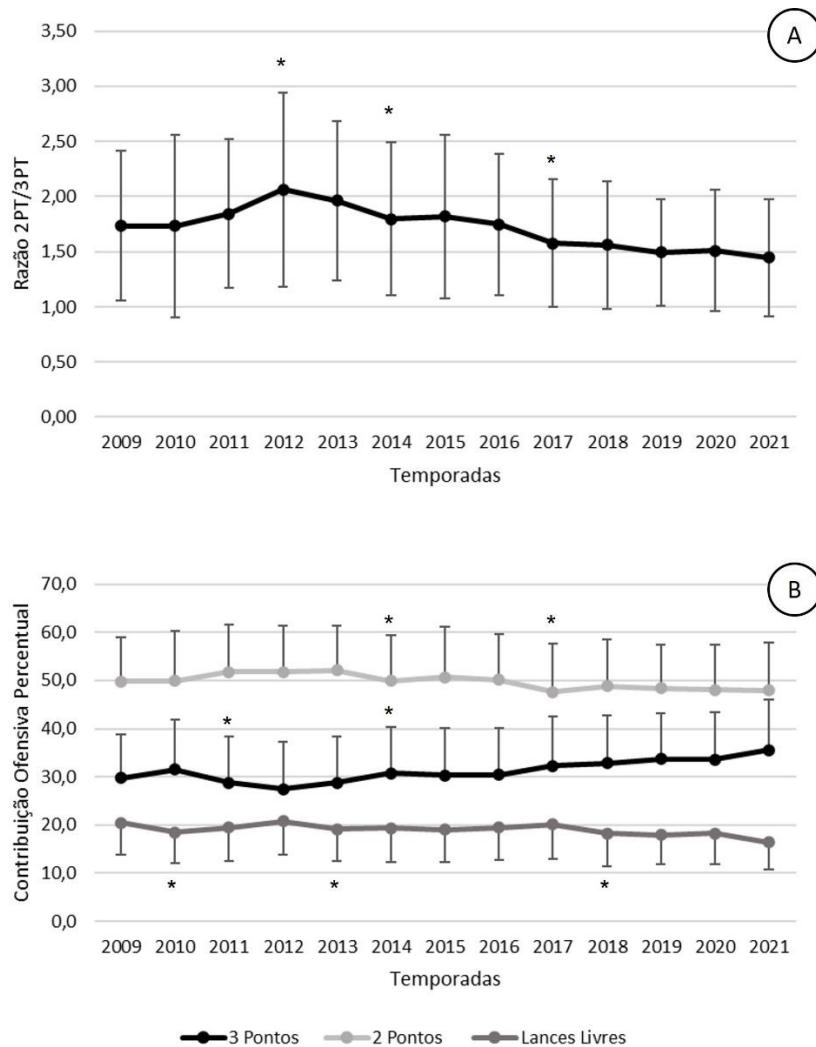 A
3,50
3,00
2,50
2,00
1,50
1,00
0,50
0,00
Razão 2PT/3PT
* * *
2009 2010 2011 2012 2013 2014 2015 2016 2017 2018 2019 2020 2021
Temporadas
B
70,0
60,0
50,0
40,0
30,0
20,0
10,0
0,0
Contribuição Ofensiva Percentual
* *
* *
* * *
2009 2010 2011 2012 2013 2014 2015 2016 2017 2018 2019 2020 2021
Temporadas
3 Pontos 2 Pontos Lances Livres